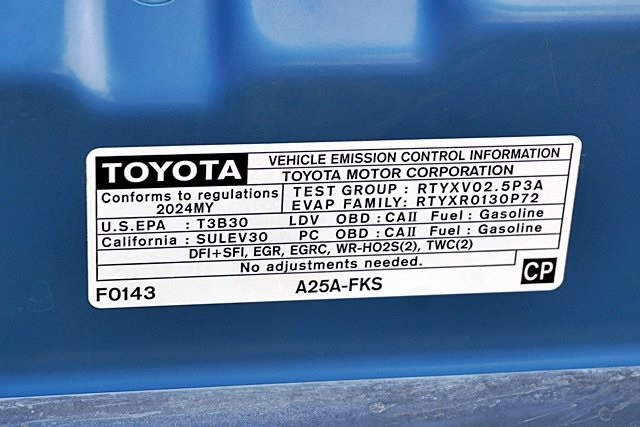 TOYOTA
VEHICLE EMISSION CONTROL INFORMATION
TOYOTA MOTOR CORPORATION
Conforms to regulations
2024MY
TEST GROUP : RTYXV02.5P3A
EVAP FAMILY: RTYXR0130P72
U.S.EPA : T3B30 LDV OBD : CAII Fuel : Gasoline
California : SULEV30 PC OBD : CAII Fuel : Gasoline
DFI+SFI, EGR, EGRC, WR-HO2S(2), TWC(2)
No adjustments needed.
F0143 A25A-FKS CP